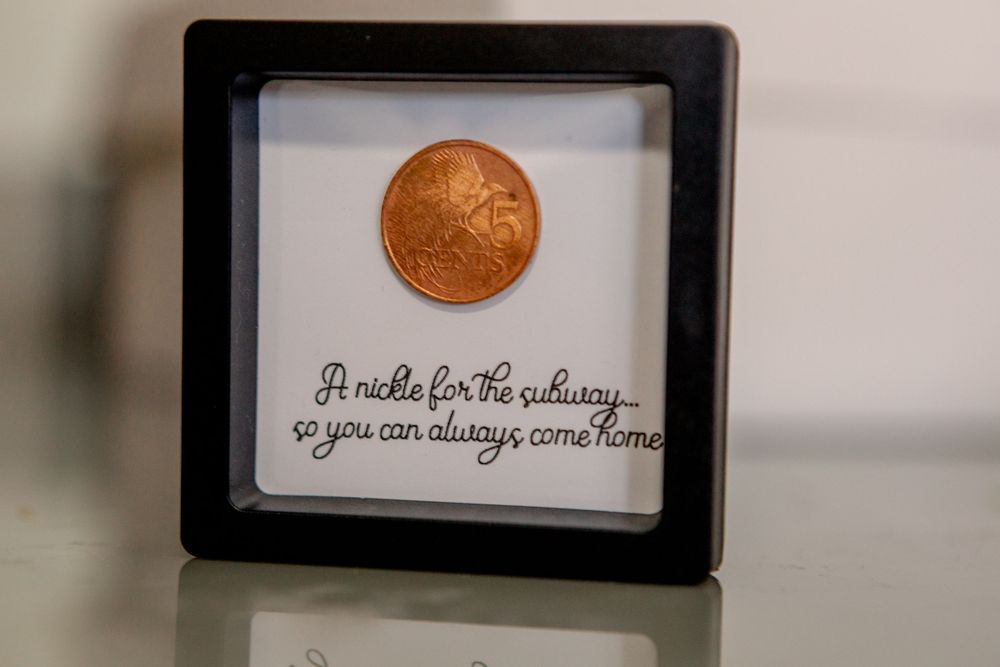 5
CENTS
A nickle for the subway...
so you can always come home